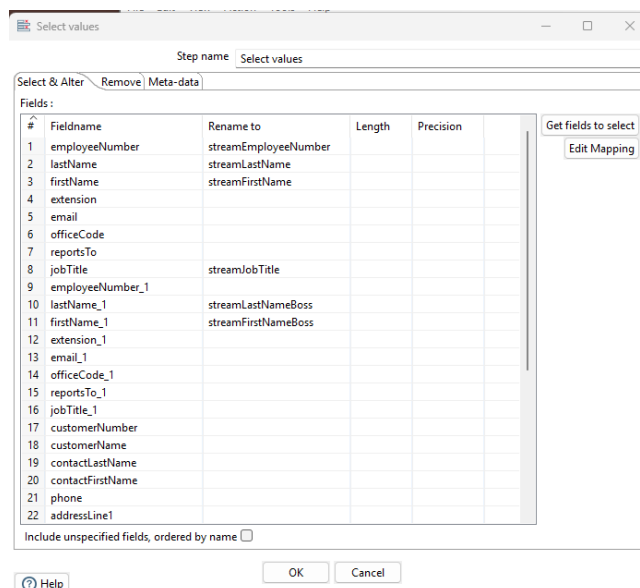 Select values
Step name Select values
Select & Alter Remove Meta-data
Fields :
# Fieldname Rename to Length Precision
Get fields to select
Edit Mapping
1 employeeNumber streamEmployeeNumber
2 lastName streamLastName
3 firstName streamFirstName
4 extension
5 email
6 officeCode
7 reportsTo
8 jobTitle streamJobTitle
9 employeeNumber_1
10 lastName_1 streamLastNameBoss
11 firstName_1 streamFirstNameBoss
12 extension_1
13 email_1
14 officeCode_1
15 reportsTo_1
16 jobTitle_1
17 customerNumber
18 customerName
19 contactLastName
20 contactFirstName
21 phone
22 addressLine1
Include unspecified fields, ordered by name
OK Cancel
Help